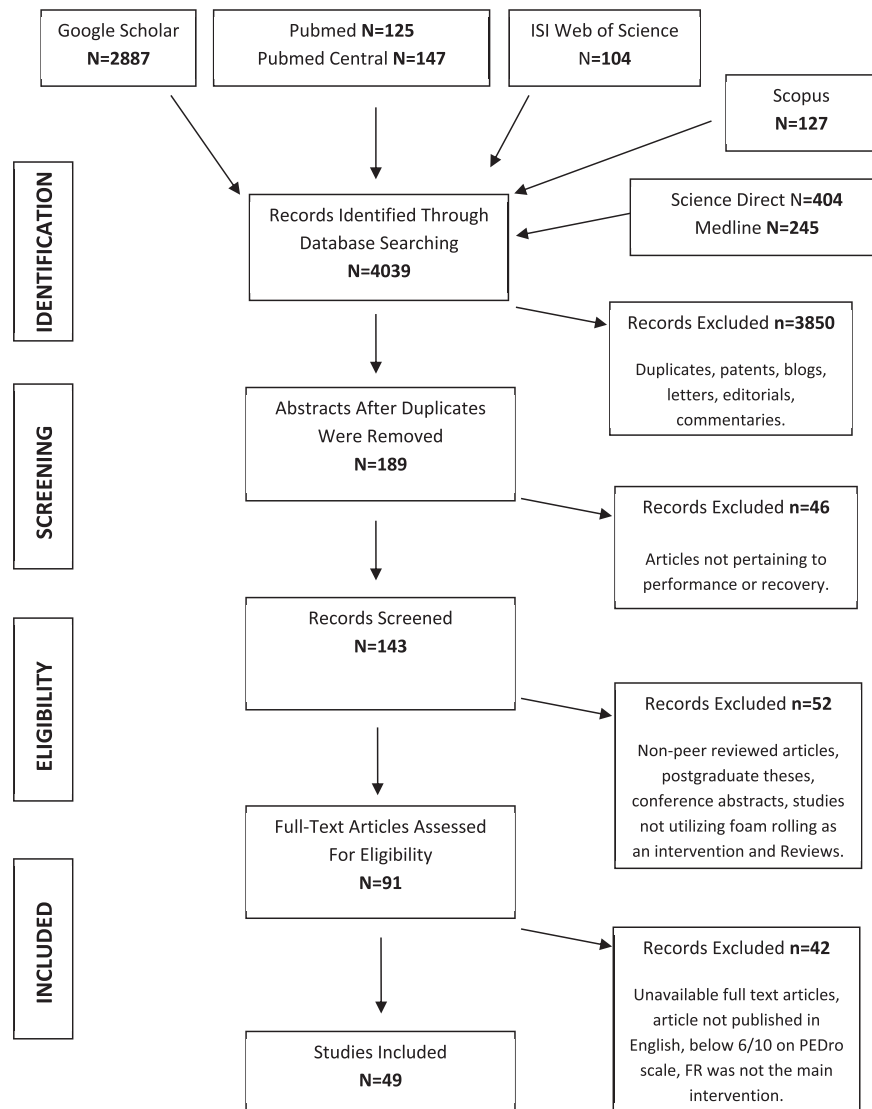 Google Scholar
N=2887
Pubmed N=125
Pubmed Central N=147
ISI Web of Science
N=104
Scopus
N=127
Science Direct N=404
Medline N=245
IDENTIFICATION
Records Identified Through
Database Searching
N=4039
Records Excluded n=3850
Duplicates, patents, blogs,
letters, editorials,
commentaries.
SCREENING
Abstracts After Duplicates
Were Removed
N=189
Records Excluded n=46
Articles not pertaining to
performance or recovery.
ELIGIBILITY
Records Screened
N=143
Records Excluded n=52
Non-peer reviewed articles,
postgraduate theses,
conference abstracts, studies
not utilizing foam rolling as
an intervention and Reviews.
Full-Text Articles Assessed
For Eligibility
N=91
INCLUDED
Records Excluded n=42
Unavailable full text articles,
article not published in
English, below 6/10 on PEDro
scale, FR was not the main
intervention.
Studies Included
N=49